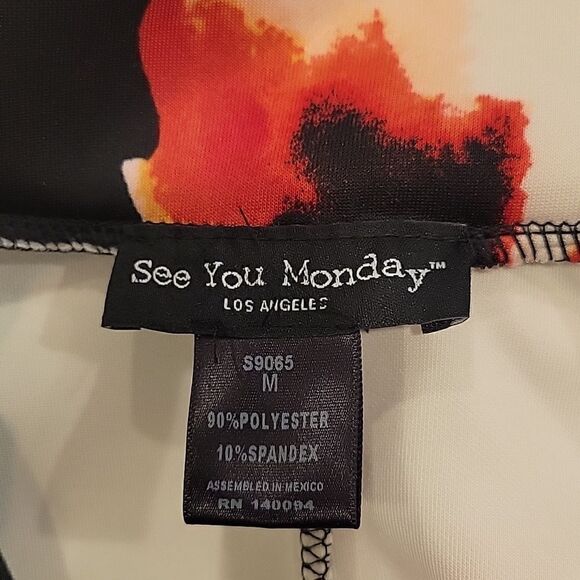 See You Monday™
LOS ANGELES
S9065
M
90%POLYESTER
10%SPANDEX
ASSEMBLED IN MEXICO
RN 140094